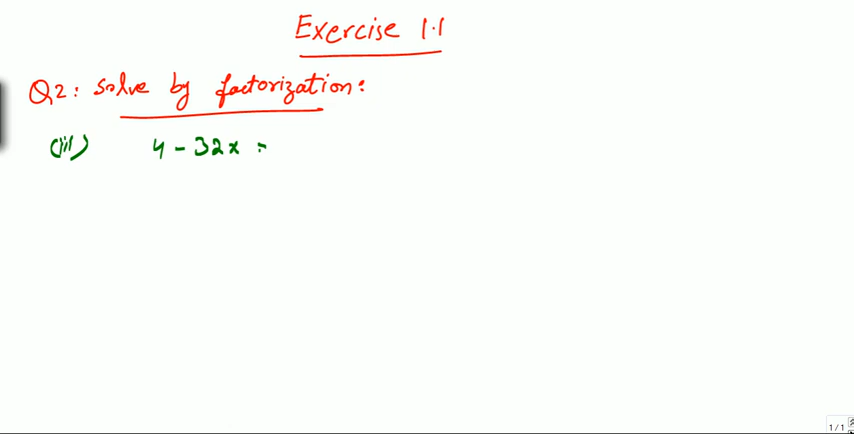 Exercise 1.1
Q2: Solve by factorization:
(iii) 4 - 32x =
1 / 1